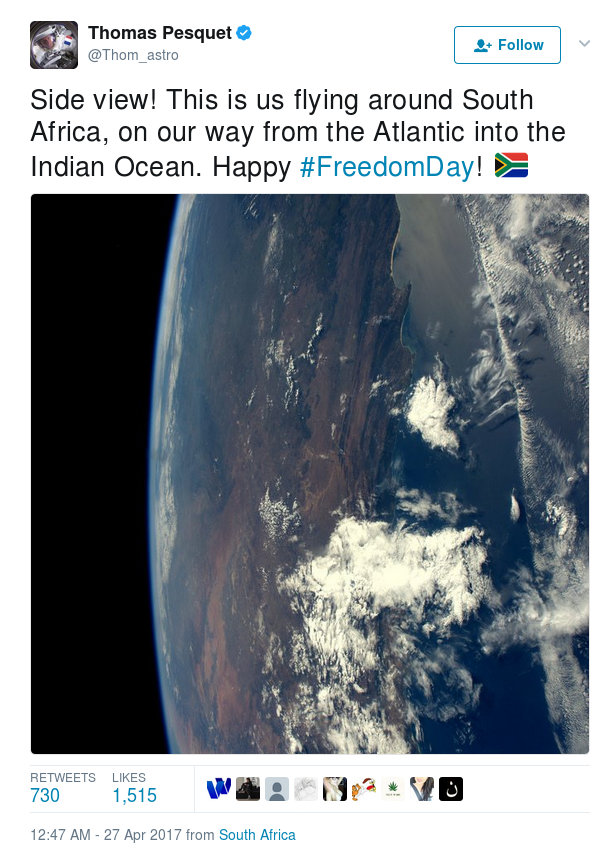 Thomas Pesquet
@Thom_astro
Follow
Side view! This is us flying around South
Africa, on our way from the Atlantic into the
Indian Ocean. Happy #FreedomDay! 🇿🇦
RETWEETS LIKES
730 1,515
12:47 AM - 27 Apr 2017 from South Africa